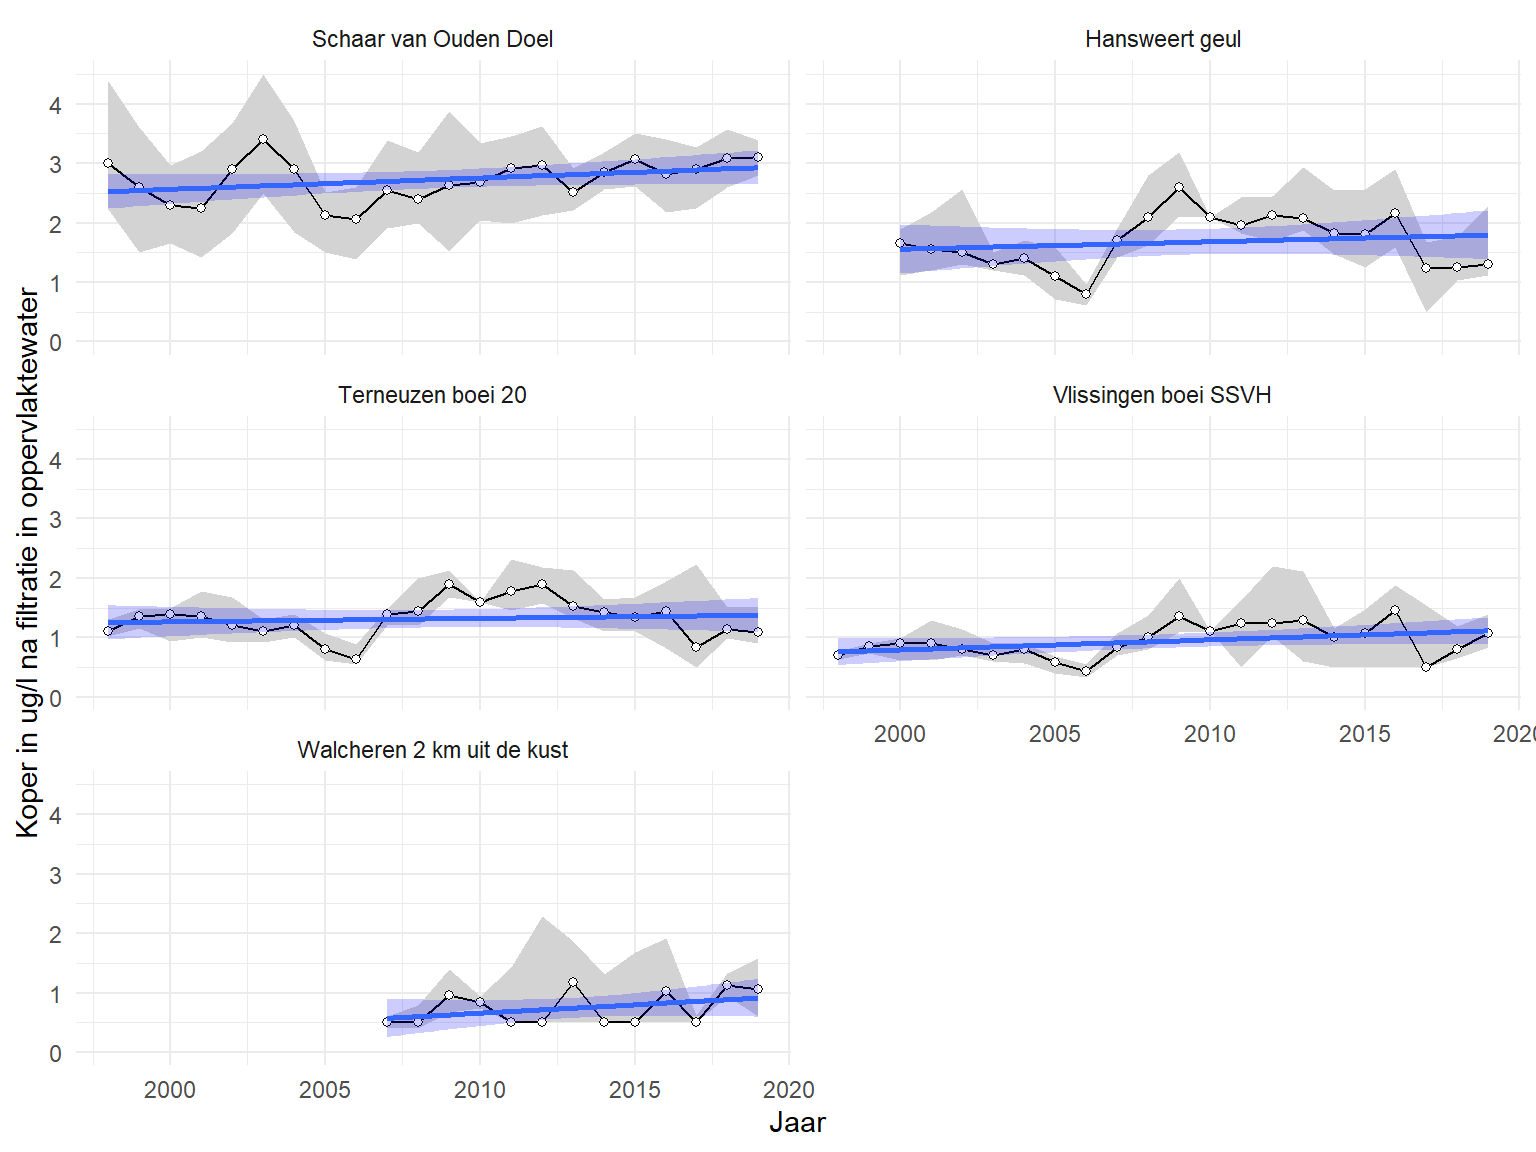 Schaar van Ouden Doel
Hansweert geul
4
3
2
1
0
Terneuzen boei 20
Vlissingen boei SSVH
4
3
2
1
0
2000 2005 2010 2015 2020
Walcheren 2 km uit de kust
4
3
2
1
0
2000 2005 2010 2015 2020
Jaar
Koper in ug/l na filtratie in oppervlaktewater